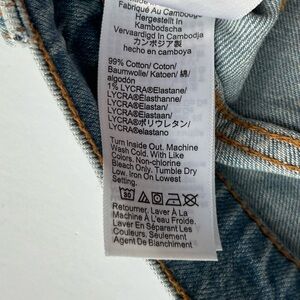 Fabriqué Au Cambodge
Hergestellt In
Kambodscha
Vervaardigd In Cambodja
カンボジア製
hecho en camboya
99% Cotton/ Coton/
Baumwolle/ Katoen/ 綿/
algodón
1% LYCRA®Elastane/
LYCRA®Élasthanne/
LYCRA®Elastan/
LYCRA®Elastaan/
LYCRA®ポリウレタン/
LYCRA®elastano
Turn Inside Out. Machine
Wash Cold. With Like
Colors. Non-chlorine
Bleach Only. Tumble Dry
Low. Iron On Lowest
Setting.
30
Retourner. Laver À La
Machine À L'eau Froide.
Laver En Séparant Les
Couleurs. Seulement
Agent De Blanchiment